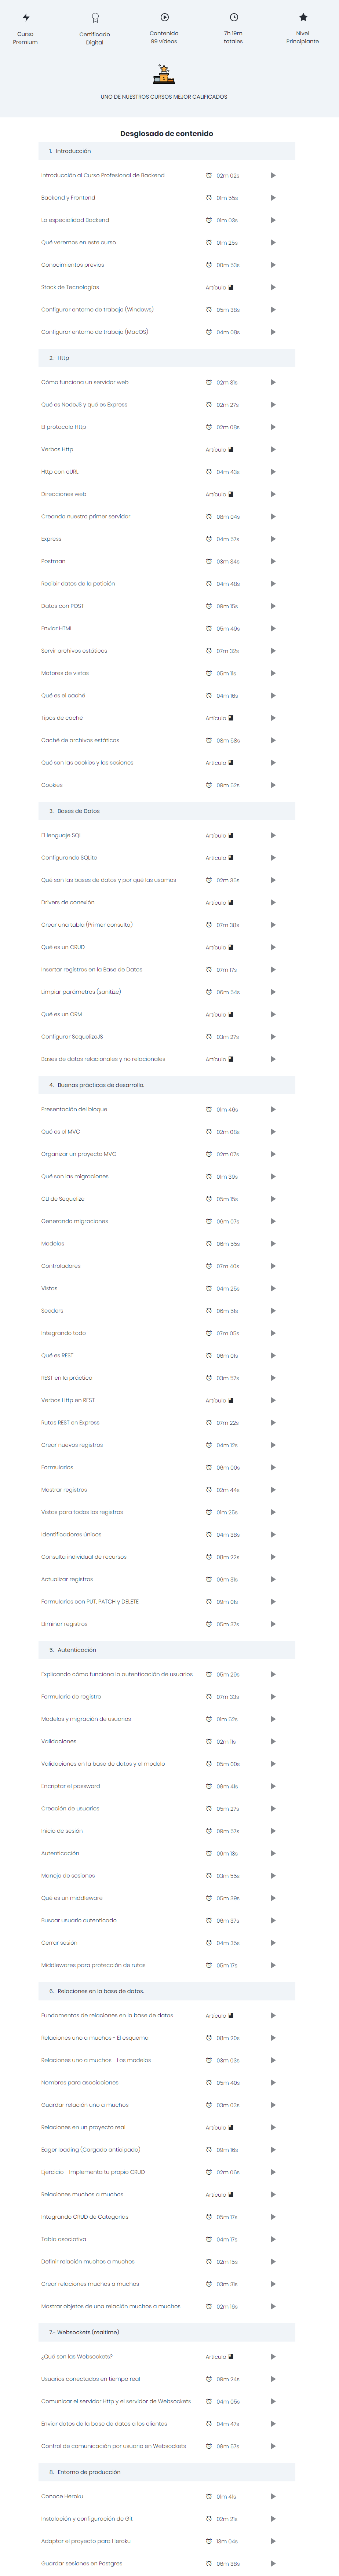 Curso Premium
Certificado Digital
Contenido 99 videos
7h 19m totales
Nivel Principiante
UNO DE NUESTROS CURSOS MEJOR CALIFICADOS
Desglosado de contenido
1.- Introducción
Introducción al Curso Profesional de Backend 02m 02s
Backend y Frontend 01m 55s
La especialidad Backend 01m 03s
Qué veremos en este curso 01m 25s
Conocimientos previos 00m 53s
Stack de Tecnologías Artículo
Configurar entorno de trabajo (Windows) 05m 38s
Configurar entorno de trabajo (MacOS) 04m 08s
2.- Http
Cómo funciona un servidor web 02m 31s
Qué es NodeJS y qué es Express 02m 27s
El protocolo Http 02m 08s
Verbos Http Artículo
Http con cURL 04m 43s
Direcciones web Artículo
Creando nuestro primer servidor 08m 04s
Express 04m 57s
Postman 03m 34s
Recibir datos de la petición 04m 48s
Datos con POST 09m 15s
Enviar HTML 05m 49s
Servir archivos estáticos 07m 32s
Motores de vistas 05m 11s
Qué es el caché 04m 16s
Tipos de caché Artículo
Caché de archivos estáticos 08m 58s
Qué son las cookies y las sesiones Artículo
Cookies 09m 52s
3.- Bases de Datos
El lenguaje SQL Artículo
Configurando SQLite Artículo
Qué son las bases de datos y por qué las usamos 02m 35s
Drivers de conexión Artículo
Crear una tabla (Primer consulta) 07m 38s
Qué es un CRUD Artículo
Insertar registros en la Base de Datos 07m 17s
Limpiar parámetros (sanitize) 06m 54s
Qué es un ORM Artículo
Configurar SequelizeJS 03m 27s
Bases de datos relacionales y no relacionales Artículo
4.- Buenas prácticas de desarrollo.
Presentación del bloque 01m 46s
Qué es el MVC 02m 08s
Organizar un proyecto MVC 02m 07s
Qué son las migraciones 01m 39s
CLI de Sequelize 05m 15s
Generando migraciones 06m 07s
Modelos 06m 55s
Controladores 07m 40s
Vistas 04m 25s
Seeders 06m 51s
Integrando todo 07m 05s
Qué es REST 06m 01s
REST en la práctica 03m 57s
Verbos Http en REST Artículo
Rutas REST en Express 07m 22s
Crear nuevos registros 04m 12s
Formularios 06m 00s
Mostrar registros 02m 44s
Vistas para todos los registros 01m 25s
Identificadores únicos 04m 36s
Consulta individual de recursos 08m 22s
Actualizar registros 06m 31s
Formularios con PUT, PATCH y DELETE 09m 01s
Eliminar registros 05m 37s
5.- Autenticación
Explicando cómo funciona la autenticación de usuarios 05m 29s
Formulario de registro 07m 33s
Modelos y migración de usuarios 01m 52s
Validaciones 02m 11s
Validaciones en la base de datos y el modelo 05m 00s
Encriptar el password 09m 41s
Creación de usuarios 05m 27s
Inicio de sesión 09m 57s
Autenticación 09m 13s
Manejo de sesiones 03m 55s
Qué es un middleware 05m 39s
Buscar usuario autenticado 06m 37s
Cerrar sesión 04m 35s
Middlewares para protección de rutas 05m 17s
6.- Relaciones en la base de datos.
Fundamentos de relaciones en la base de datos Artículo
Relaciones uno a muchos - El esquema 08m 20s
Relaciones uno a muchos - Los modelos 03m 03s
Nombres para asociaciones 05m 40s
Guardar relación uno a muchos 03m 03s
Relaciones en un proyecto real Artículo
Eager loading (Cargado anticipado) 09m 18s
Ejercicio - Implementa tu propio CRUD 02m 06s
Relaciones muchos a muchos Artículo
Integrando CRUD de Categorías 05m 17s
Tabla asociativa 04m 17s
Definir relación muchos a muchos 02m 15s
Crear relaciones muchos a muchos 03m 31s
Mostrar objetos de una relación muchos a muchos 02m 16s
7.- Websockets (realtime)
¿Qué son los Websockets? Artículo
Usuarios conectados en tiempo real 09m 24s
Comunicar el servidor Http y el servidor de Websockets 04m 05s
Enviar datos de la base de datos a los clientes 04m 47s
Control de comunicación por usuario en Websockets 09m 57s
8.- Entorno de producción
Conoce Heroku 01m 41s
Instalación y configuración de Git 02m 21s
Adaptar el proyecto para Heroku 13m 04s
Guardar sesiones en Postgres 06m 38s